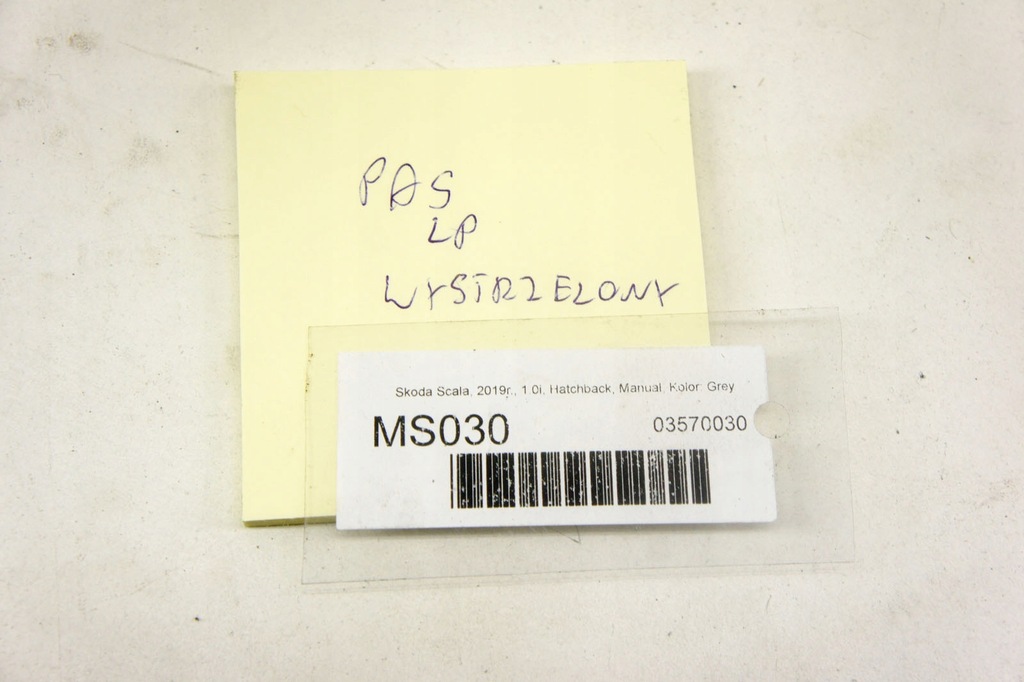 PAS
LP
WYSTRZELONY
Skoda Scala, 2019r., 1.0i, Hatchback, Manual, Kolor: Grey
MS030
03570030